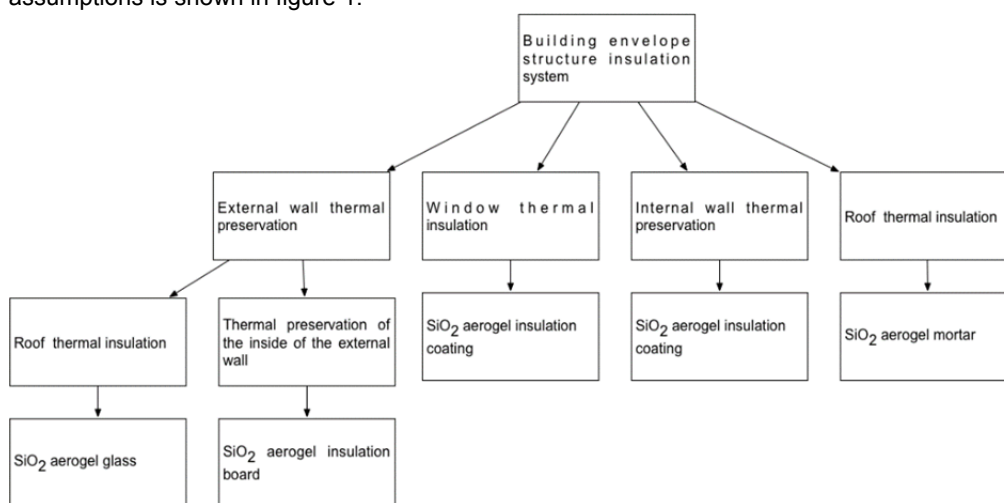 assumptions is shown in figure 1.
Building envelope
structure insulation
system
External wall thermal
preservation
Window thermal
insulation
Internal wall thermal
preservation
Roof thermal insulation
Roof thermal insulation
Thermal preservation of
the inside of the external
wall
SiO2 aerogel insulation
coating
SiO2 aerogel insulation
coating
SiO2 aerogel mortar
SiO2 aerogel glass
SiO2 aerogel insulation
board